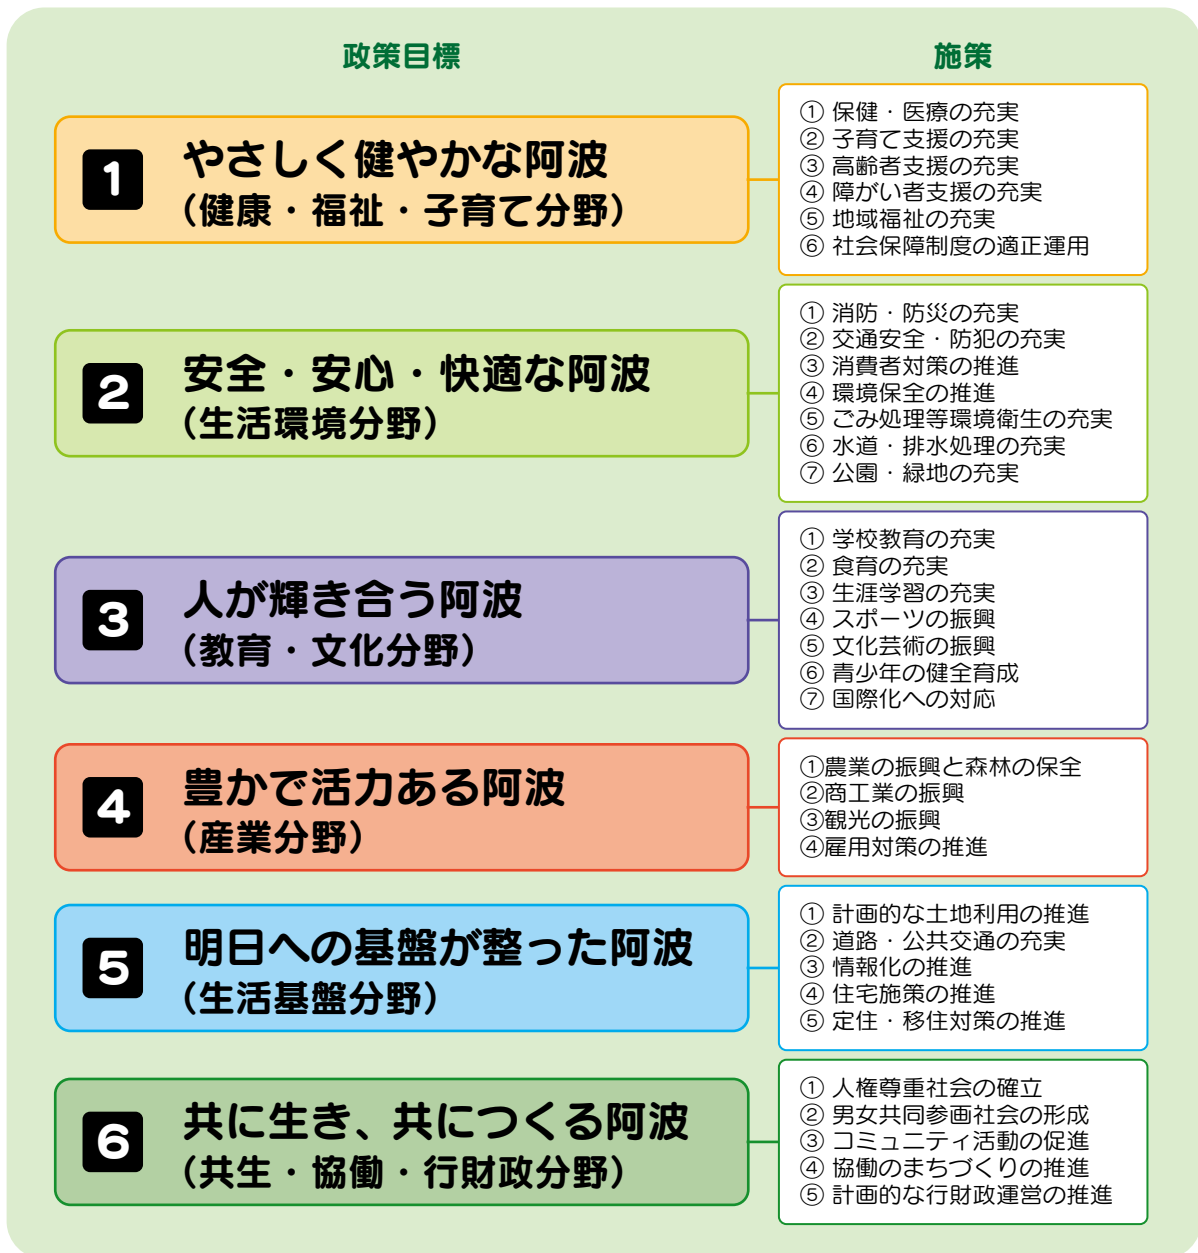 政策目標
施策
1
やさしく健やかな阿波
（健康・福祉・子育て分野）
① 保健・医療の充実
② 子育て支援の充実
③ 高齢者支援の充実
④ 障がい者支援の充実
⑤ 地域福祉の充実
⑥ 社会保障制度の適正運用
2
安全・安心・快適な阿波
（生活環境分野）
① 消防・防災の充実
② 交通安全・防犯の充実
③ 消費者対策の推進
④ 環境保全の推進
⑤ ごみ処理等環境衛生の充実
⑥ 水道・排水処理の充実
⑦ 公園・緑地の充実
3
人が輝き合う阿波
（教育・文化分野）
① 学校教育の充実
② 食育の充実
③ 生涯学習の充実
④ スポーツの振興
⑤ 文化芸術の振興
⑥ 青少年の健全育成
⑦ 国際化への対応
4
豊かで活力ある阿波
（産業分野）
①農業の振興と森林の保全
②商工業の振興
③観光の振興
④雇用対策の推進
5
明日への基盤が整った阿波
（生活基盤分野）
① 計画的な土地利用の推進
② 道路・公共交通の充実
③ 情報化の推進
④ 住宅施策の推進
⑤ 定住・移住対策の推進
6
共に生き、共につくる阿波
（共生・協働・行財政分野）
① 人権尊重社会の確立
② 男女共同参画社会の形成
③ コミュニティ活動の促進
④ 協働のまちづくりの推進
⑤ 計画的な行財政運営の推進